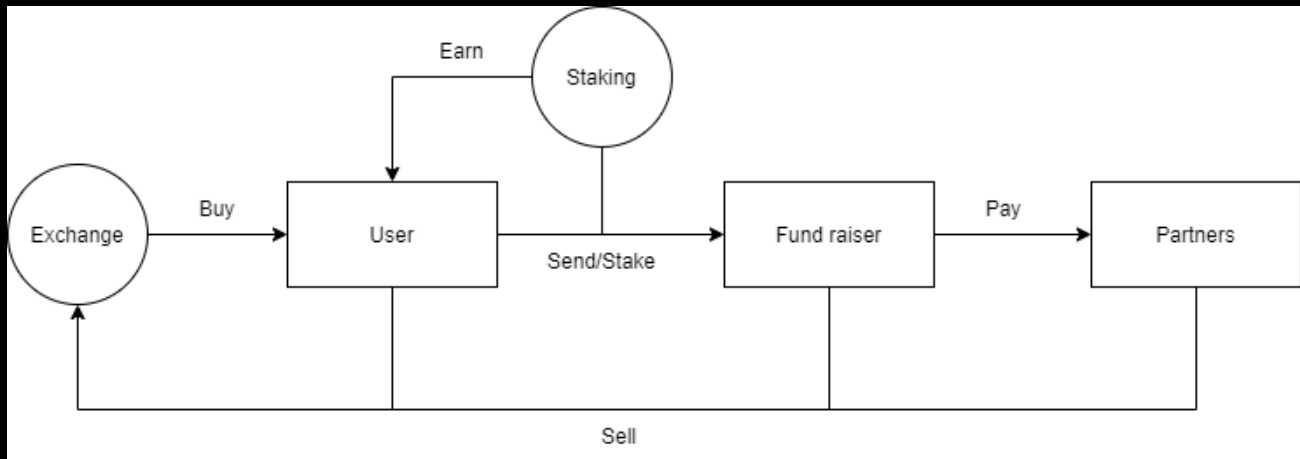 Earn
Staking
Exchange
Buy
User
Send/Stake
Fund raiser
Pay
Partners
Sell